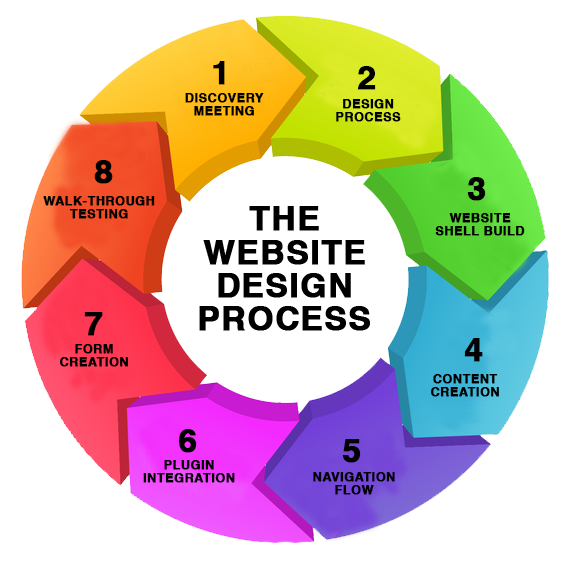 THE
WEBSITE
DESIGN
PROCESS
1
DISCOVERY
MEETING
2
DESIGN
PROCESS
3
WEBSITE
SHELL BUILD
4
CONTENT
CREATION
5
NAVIGATION
FLOW
6
PLUGIN
INTEGRATION
7
FORM
CREATION
8
WALK-THROUGH
TESTING